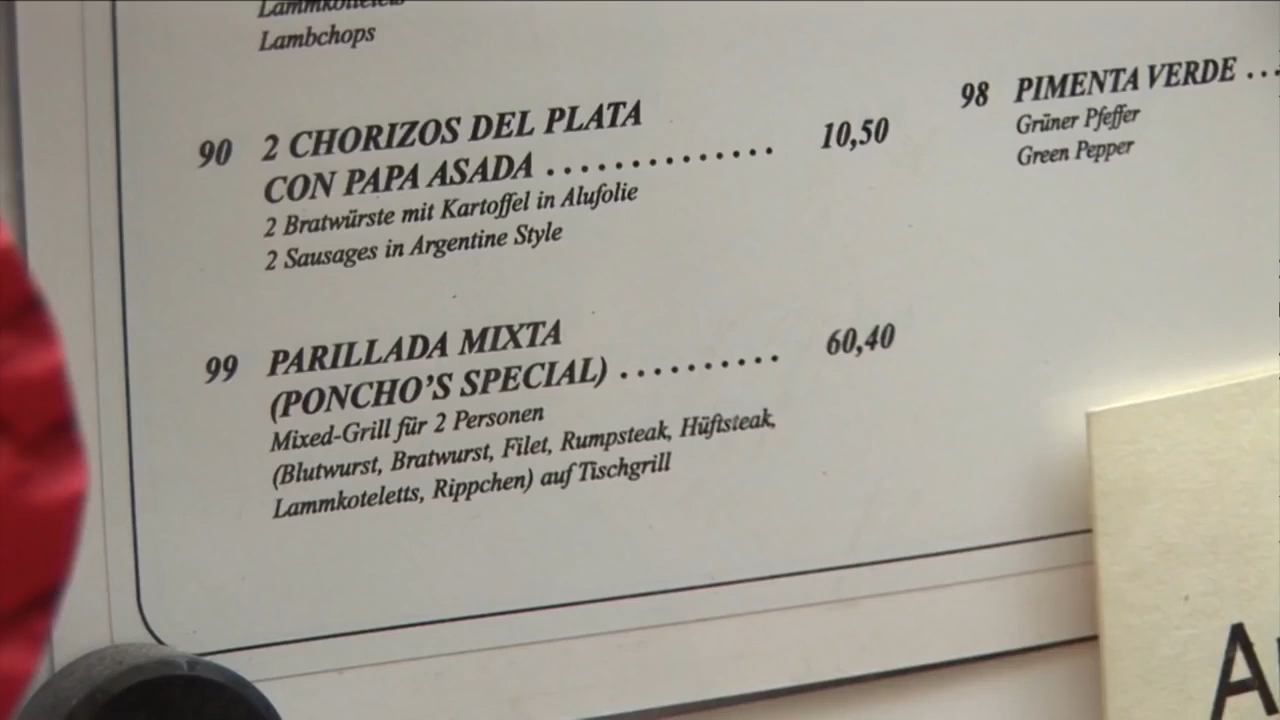 Lammkoteletts
Lambchops
90 2 CHORIZOS DEL PLATA
CON PAPA ASADA .............. 10,50
2 Bratwürste mit Kartoffel in Alufolie
2 Sausages in Argentine Style
99 PARILLADA MIXTA
(PONCHO'S SPECIAL) .......... 60,40
Mixed-Grill für 2 Personen
(Blutwurst, Bratwurst, Filet, Rumpsteak, Hüftsteak,
Lammkoteletts, Rippchen) auf Tischgrill
98 PIMENTA VERDE ...
Grüner Pfeffer
Green Pepper